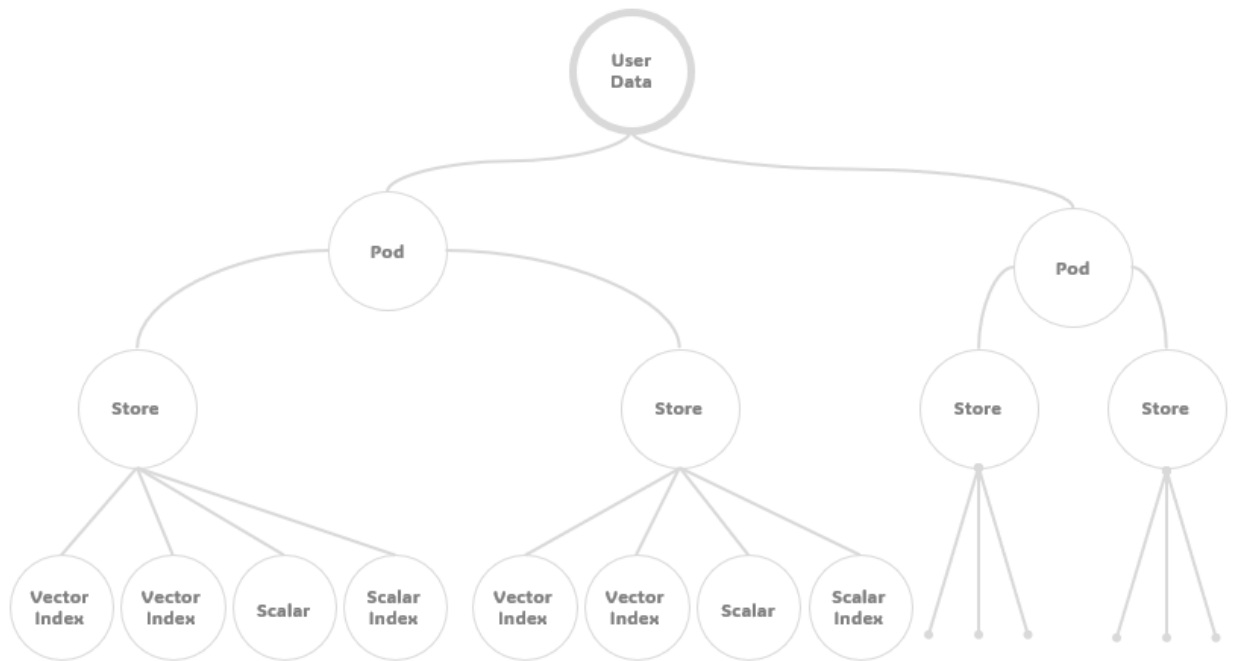 User
Data
Pod
Pod
Store
Store
Store
Store
Vector
Index
Vector
Index
Scalar
Scalar
Index
Vector
Index
Vector
Index
Scalar
Scalar
Index